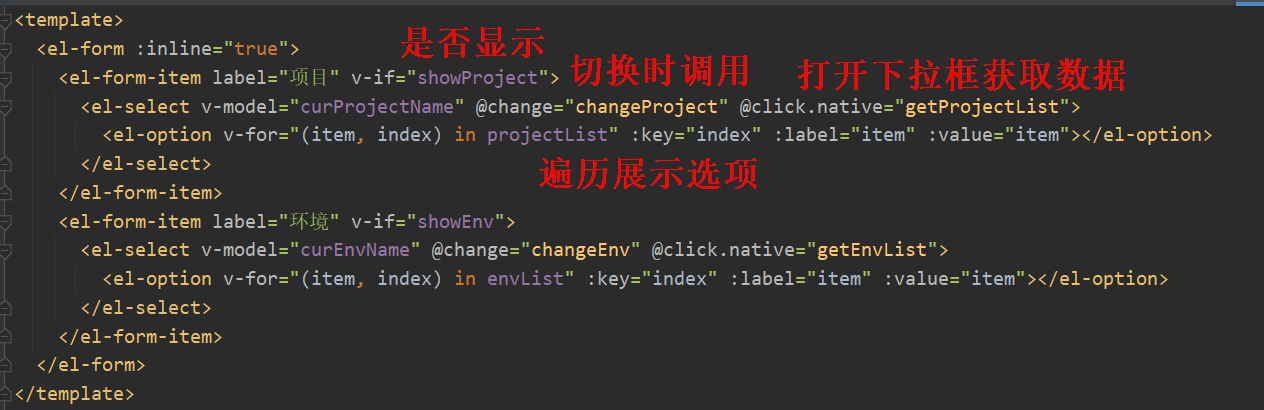 <template>
<el-form :inline="true">
是否显示
<el-form-item label="项目" v-if="showProject">
切换时调用
打开下拉框获取数据
<el-select v-model="curProjectName" @change="changeProject" @click.native="getProjectList">
<el-option v-for="(item, index) in projectList" :key="index" :label="item" :value="item"></el-option>
</el-select>
遍历展示选项
</el-form-item>
<el-form-item label="环境" v-if="showEnv">
<el-select v-model="curEnvName" @change="changeEnv" @click.native="getEnvList">
<el-option v-for="(item, index) in envList" :key="index" :label="item" :value="item"></el-option>
</el-select>
</el-form-item>
</el-form>
</template>